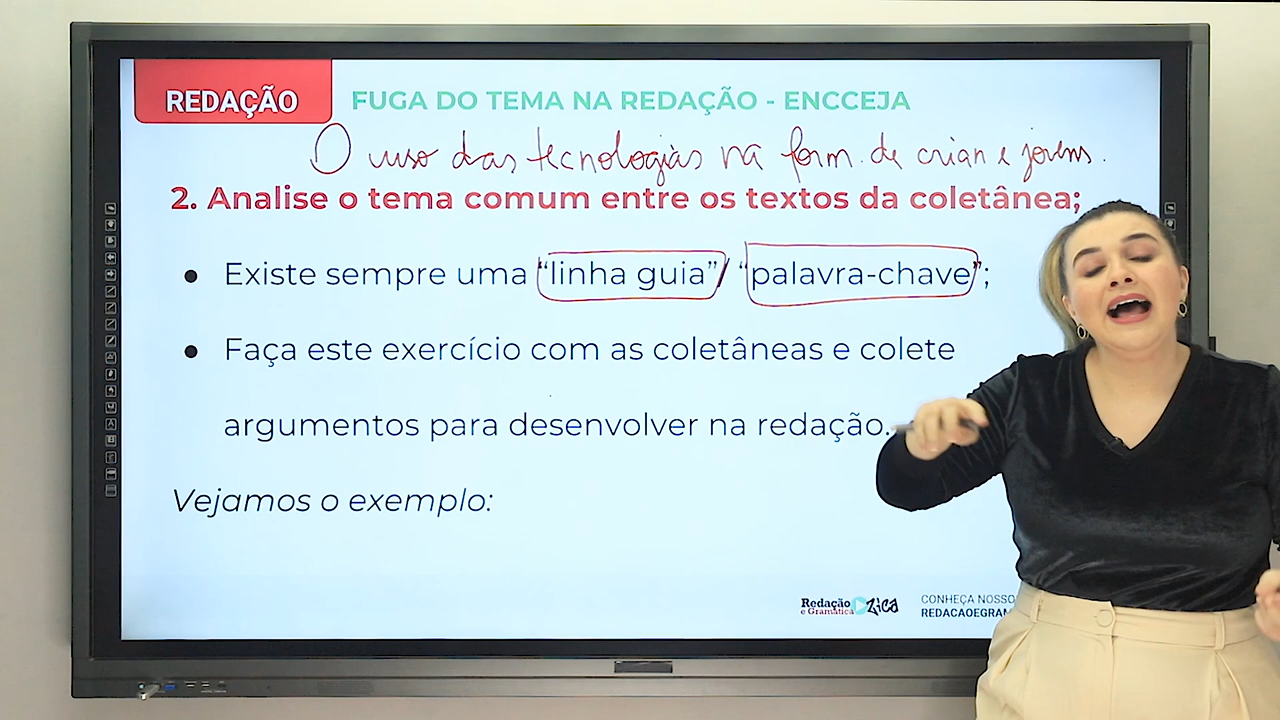 REDAÇÃO
FUGA DO TEMA NA REDAÇÃO - ENCCEJA
O uso das tecnologias na form. de crian e jovens.
2. Analise o tema comum entre os textos da coletânea;
● Existe sempre uma “linha guia”/ “palavra-chave”;
● Faça este exercício com as coletâneas e colete
argumentos para desenvolver na redação.
Vejamos o exemplo:
Redação
e Gramática
Zica
CONHEÇA NOSSO
REDACAOEGRAM